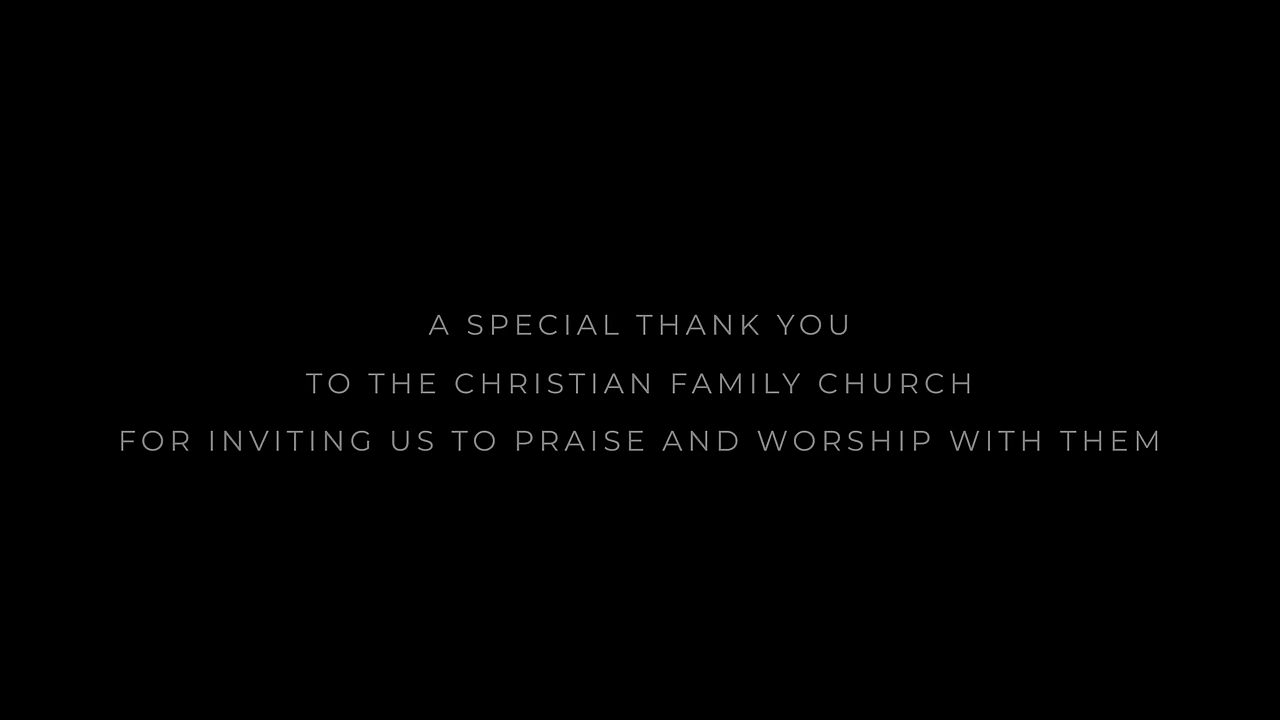 A SPECIAL THANK YOU
TO THE CHRISTIAN FAMILY CHURCH
FOR INVITING US TO PRAISE AND WORSHIP WITH THEM